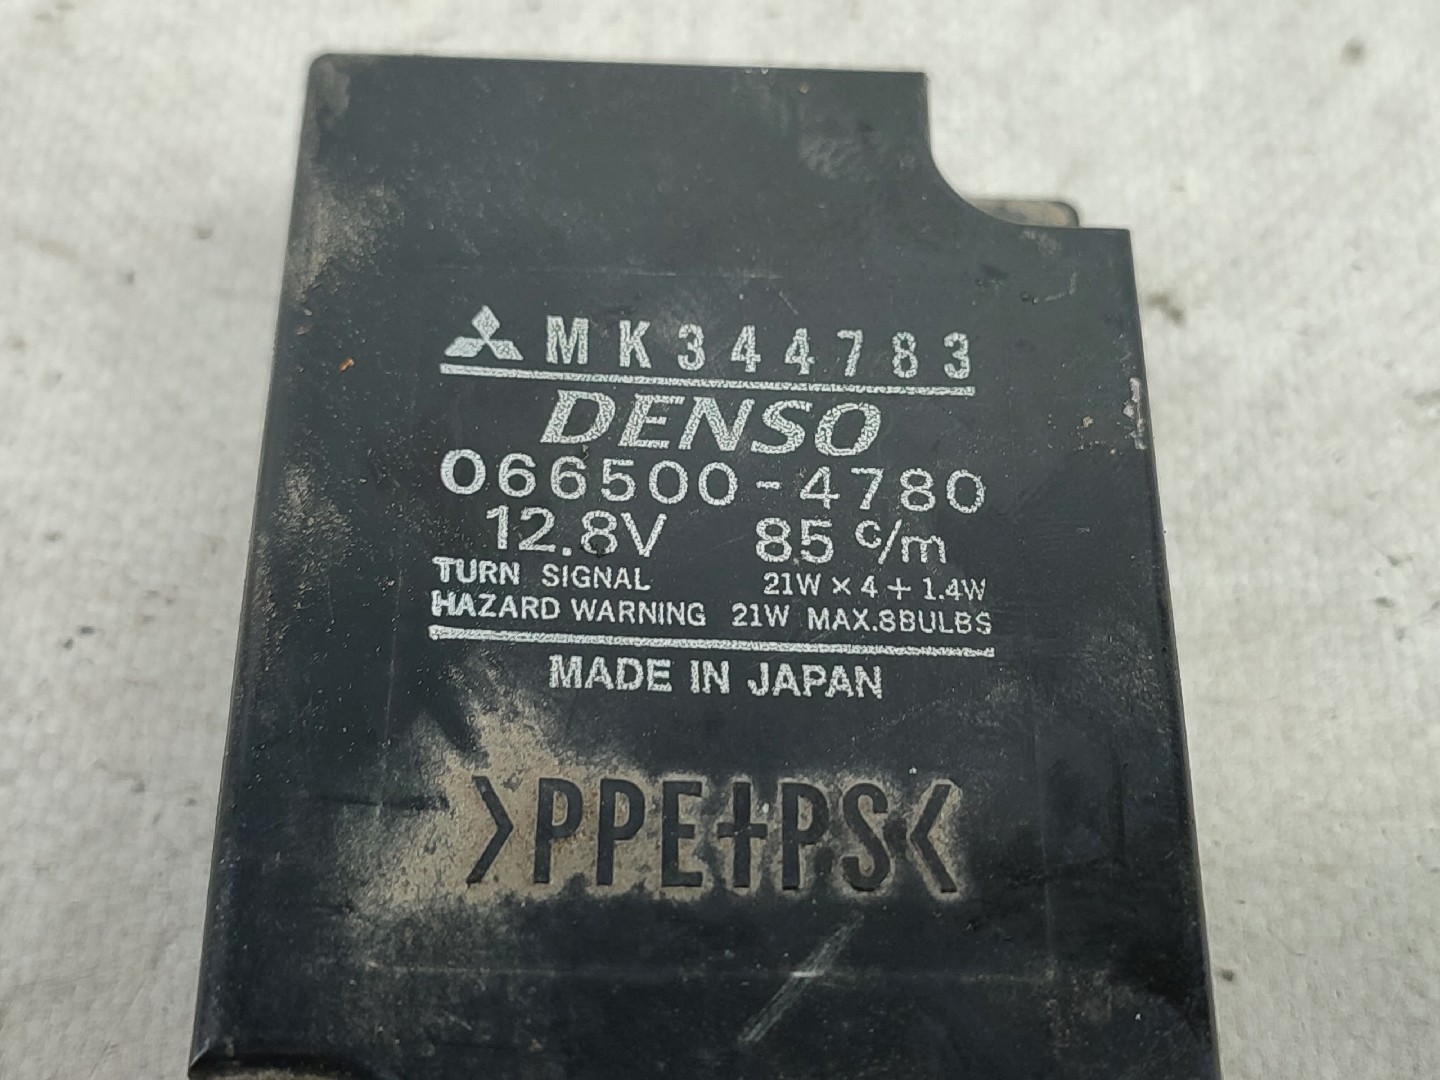 MK344783
DENSO
066500-4780
12.8V 85 c/m
TURN SIGNAL 21W × 4 + 1.4W
HAZARD WARNING 21W MAX.8BULBS
MADE IN JAPAN
>PPE+PS<